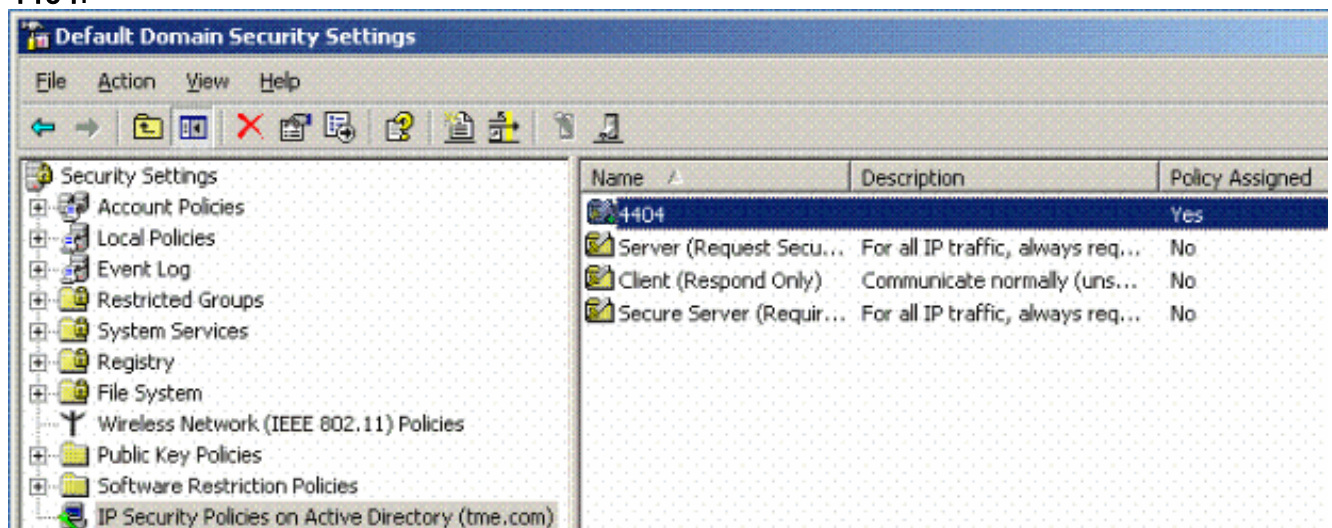 Default Domain Security Settings
File Action View Help
Security Settings
Account Policies
Local Policies
Event Log
Restricted Groups
System Services
Registry
File System
Wireless Network (IEEE 802.11) Policies
Public Key Policies
Software Restriction Policies
IP Security Policies on Active Directory (tme.com)
Name Description Policy Assigned
4404 Yes
Server (Request Secu... For all IP traffic, always req... No
Client (Respond Only) Communicate normally (uns... No
Secure Server (Requir... For all IP traffic, always req... No